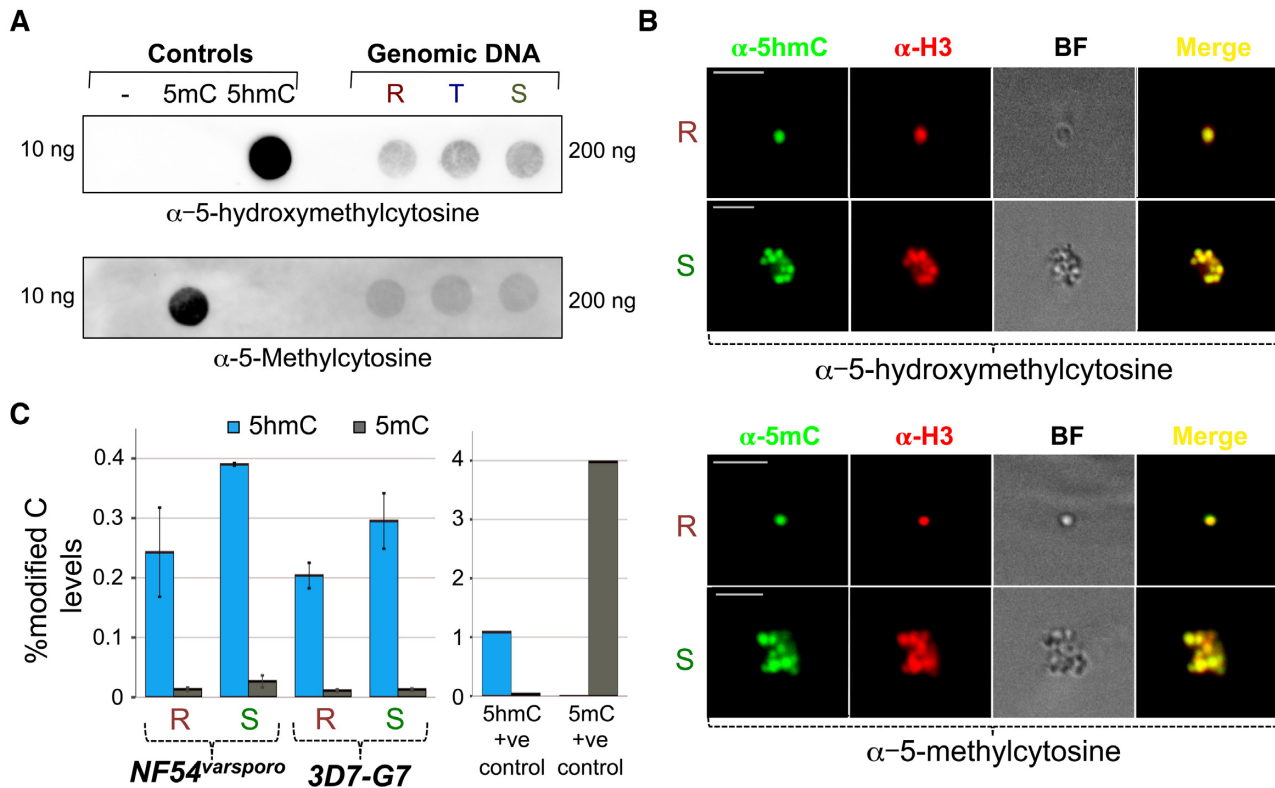 A
Controls
Genomic DNA
- 5mC 5hmC R T S
10 ng
200 ng
α-5-hydroxymethylcytosine
10 ng
200 ng
α-5-Methylcytosine
B
α-5hmC α-H3 BF Merge
R
S
α-5-hydroxymethylcytosine
α-5mC α-H3 BF Merge
R
S
α-5-methylcytosine
C
5hmC 5mC
%modified C
levels
0.4
0.3
0.2
0.1
0
R S R S
NF54varsporo 3D7-G7
4
3
2
1
0
5hmC
+ve
control
5mC
+ve
control